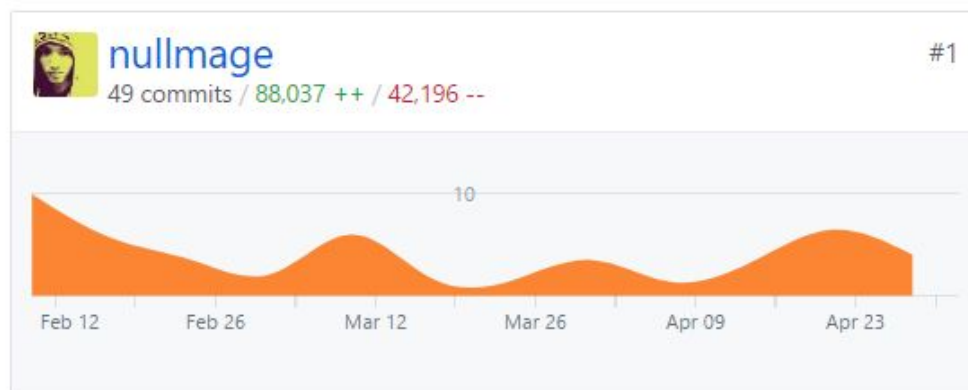 nullmage
#1
49 commits / 88,037 ++ / 42,196 --
10
Feb 12 Feb 26 Mar 12 Mar 26 Apr 09 Apr 23